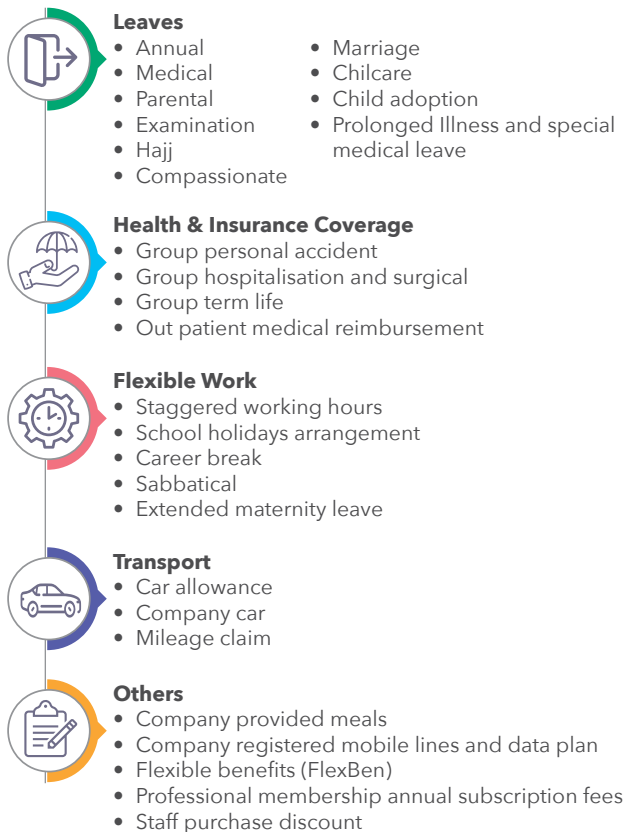 Leaves
• Annual
• Medical
• Parental
• Examination
• Hajj
• Compassionate
• Marriage
• Chilcare
• Child adoption
• Prolonged Illness and special
medical leave
Health & Insurance Coverage
• Group personal accident
• Group hospitalisation and surgical
• Group term life
• Out patient medical reimbursement
Flexible Work
• Staggered working hours
• School holidays arrangement
• Career break
• Sabbatical
• Extended maternity leave
Transport
• Car allowance
• Company car
• Mileage claim
Others
• Company provided meals
• Company registered mobile lines and data plan
• Flexible benefits (FlexBen)
• Professional membership annual subscription fees
• Staff purchase discount